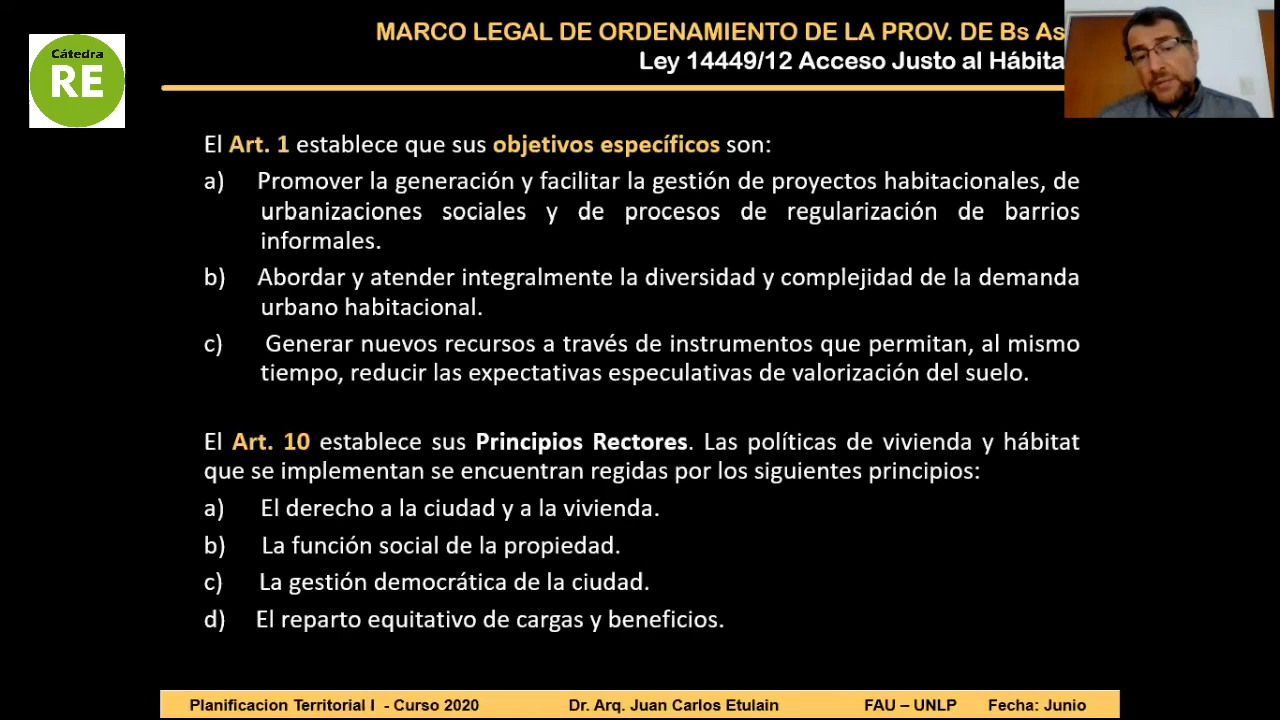 Cátedra
RE
MARCO LEGAL DE ORDENAMIENTO DE LA PROV. DE Bs As
Ley 14449/12 Acceso Justo al Hábita
El Art. 1 establece que sus objetivos específicos son:
a) Promover la generación y facilitar la gestión de proyectos habitacionales, de
urbanizaciones sociales y de procesos de regularización de barrios
informales.
b) Abordar y atender integralmente la diversidad y complejidad de la demanda
urbano habitacional.
c) Generar nuevos recursos a través de instrumentos que permitan, al mismo
tiempo, reducir las expectativas especulativas de valorización del suelo.
El Art. 10 establece sus Principios Rectores. Las políticas de vivienda y hábitat
que se implementan se encuentran regidas por los siguientes principios:
a) El derecho a la ciudad y a la vivienda.
b) La función social de la propiedad.
c) La gestión democrática de la ciudad.
d) El reparto equitativo de cargas y beneficios.
Planificacion Territorial I - Curso 2020 Dr. Arq. Juan Carlos Etulain FAU – UNLP Fecha: Junio